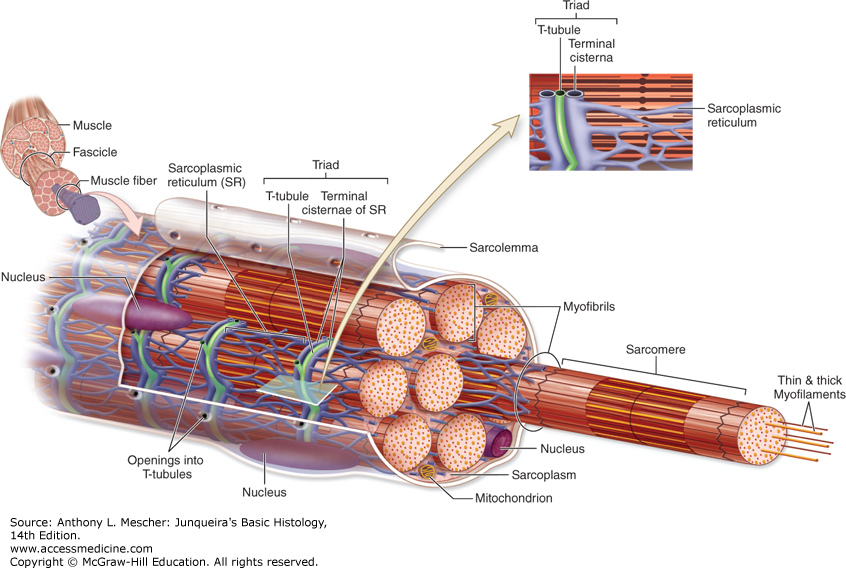 Triad
T-tubule
Terminal
cisterna
Sarcoplasmic
reticulum
Muscle
Fascicle
Muscle fiber
Sarcoplasmic
reticulum (SR)
Triad
T-tubule
Terminal
cisternae of SR
Sarcolemma
Nucleus
Myofibrils
Sarcomere
Thin & thick
Myofilaments
Openings into
T-tubules
Nucleus
Nucleus
Sarcoplasm
Mitochondrion
Source: Anthony L. Mescher: Junqueira's Basic Histology,
14th Edition.
www.accessmedicine.com
Copyright © McGraw-Hill Education. All rights reserved.